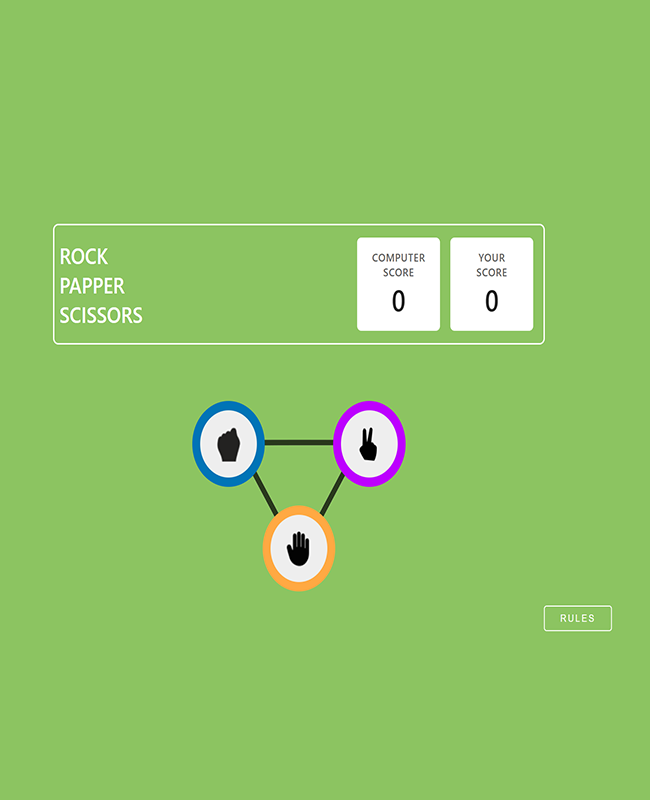 ROCK
PAPPER
SCISSORS
COMPUTER
SCORE
0
YOUR
SCORE
0
RULES